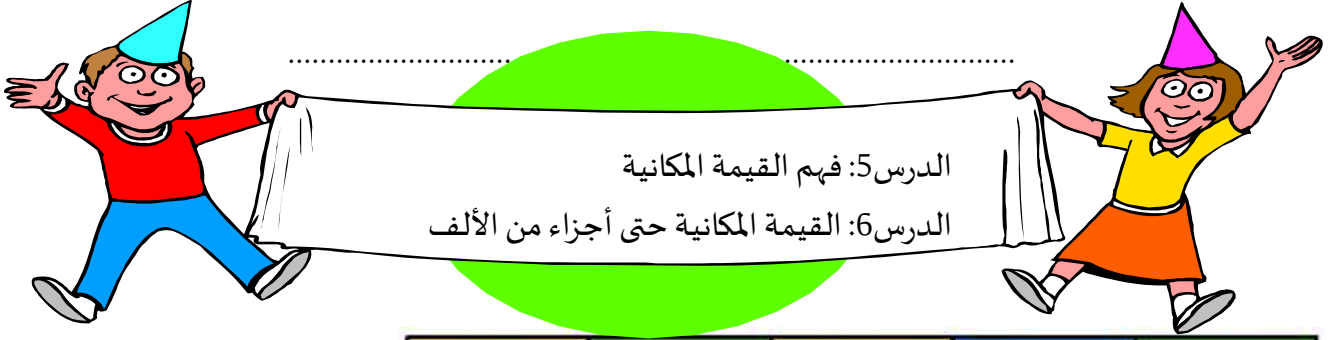 الدرس5: فهم القيمة المكانية
الدرس6: القيمة المكانية حتى أجزاء من الألف